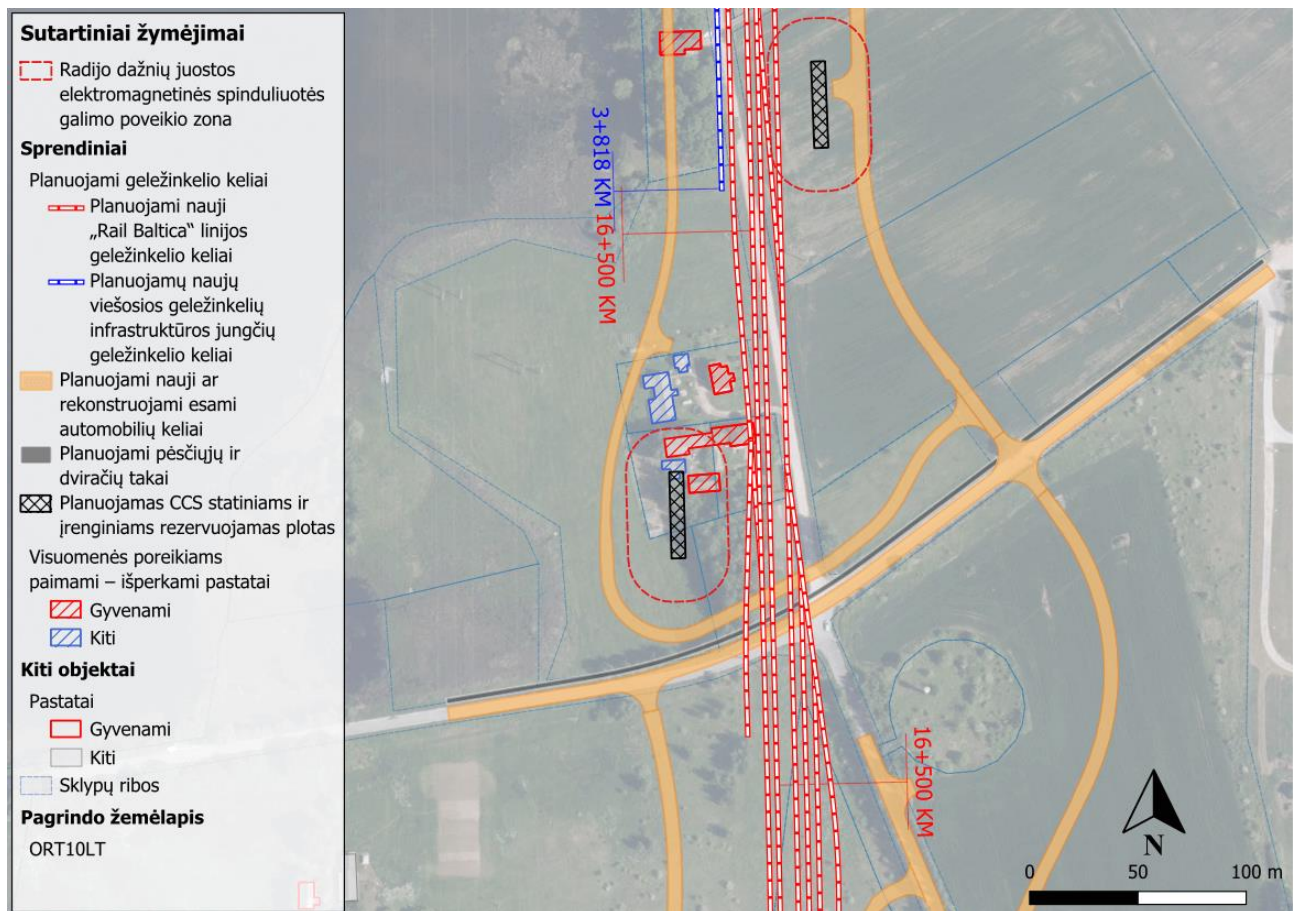 Sutartiniai žymėjimai
Radijo dažnių juostos
elektromagnetinės spinduliuotės
galimo poveikio zona
Sprendiniai
Planuojami geležinkelio keliai
Planuojami nauji
„Rail Baltica“ linijos
geležinkelio keliai
Planuojamų naujų
viešosios geležinkelių
infrastruktūros jungčių
geležinkelio keliai
Planuojami nauji ar
rekonstruojami esami
automobilių keliai
Planuojami pėsčiųjų ir
dviračių takai
Planuojamas CCS statiniams ir
įrenginiams rezervuojamas plotas
Visuomenės poreikiams
paimami – išperkami pastatai
Gyvenami
Kiti
Kiti objektai
Pastatai
Gyvenami
Kiti
Sklypų ribos
Pagrindo žemėlapis
ORT10LT
3+818 KM
16+500 KM
16+500 KM
N
0 50 100 m